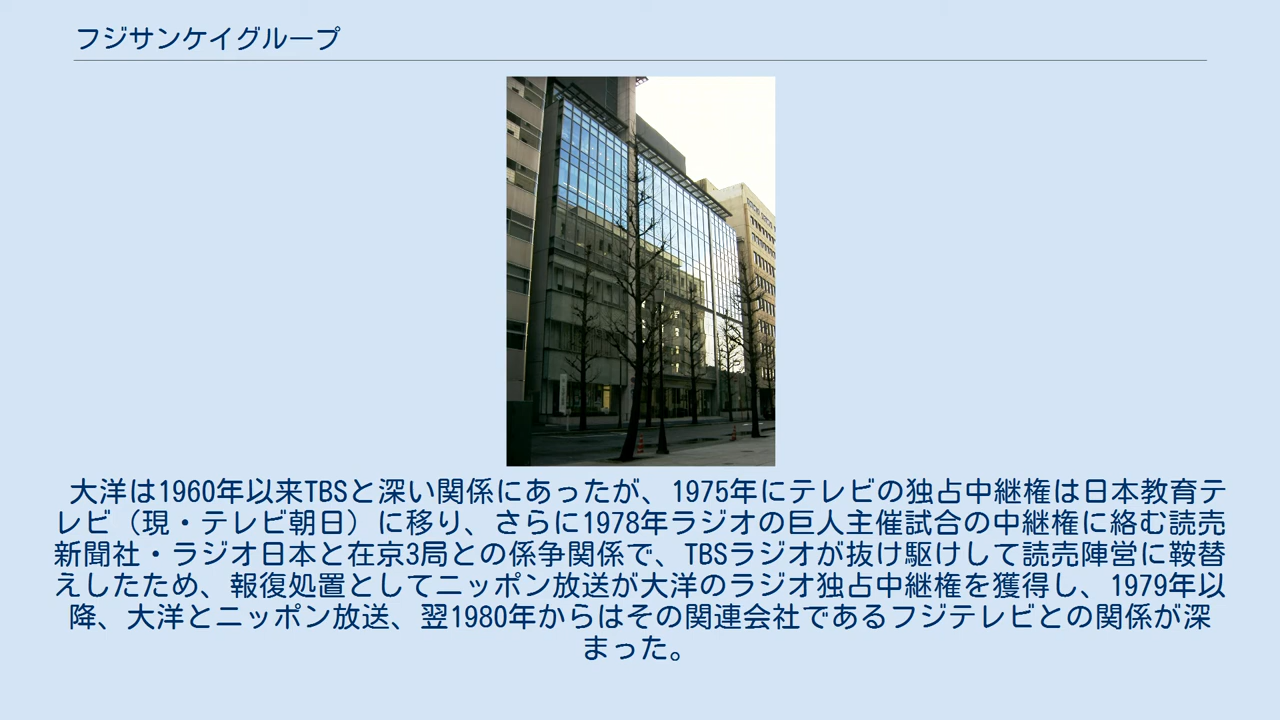 フジサンケイグループ
大洋は1960年以来TBSと深い関係にあったが、1975年にテレビの独占中継権は日本教育テ
レビ（現・テレビ朝日）に移り、さらに1978年ラジオの巨人主催試合の中継権に絡む読売
新聞社・ラジオ日本と在京3局との係争関係で、TBSラジオが抜け駆けして読売陣営に鞍替
えしたため、報復処置としてニッポン放送が大洋のラジオ独占中継権を獲得し、1979年以
降、大洋とニッポン放送、翌1980年からはその関連会社であるフジテレビとの関係が深
まった。